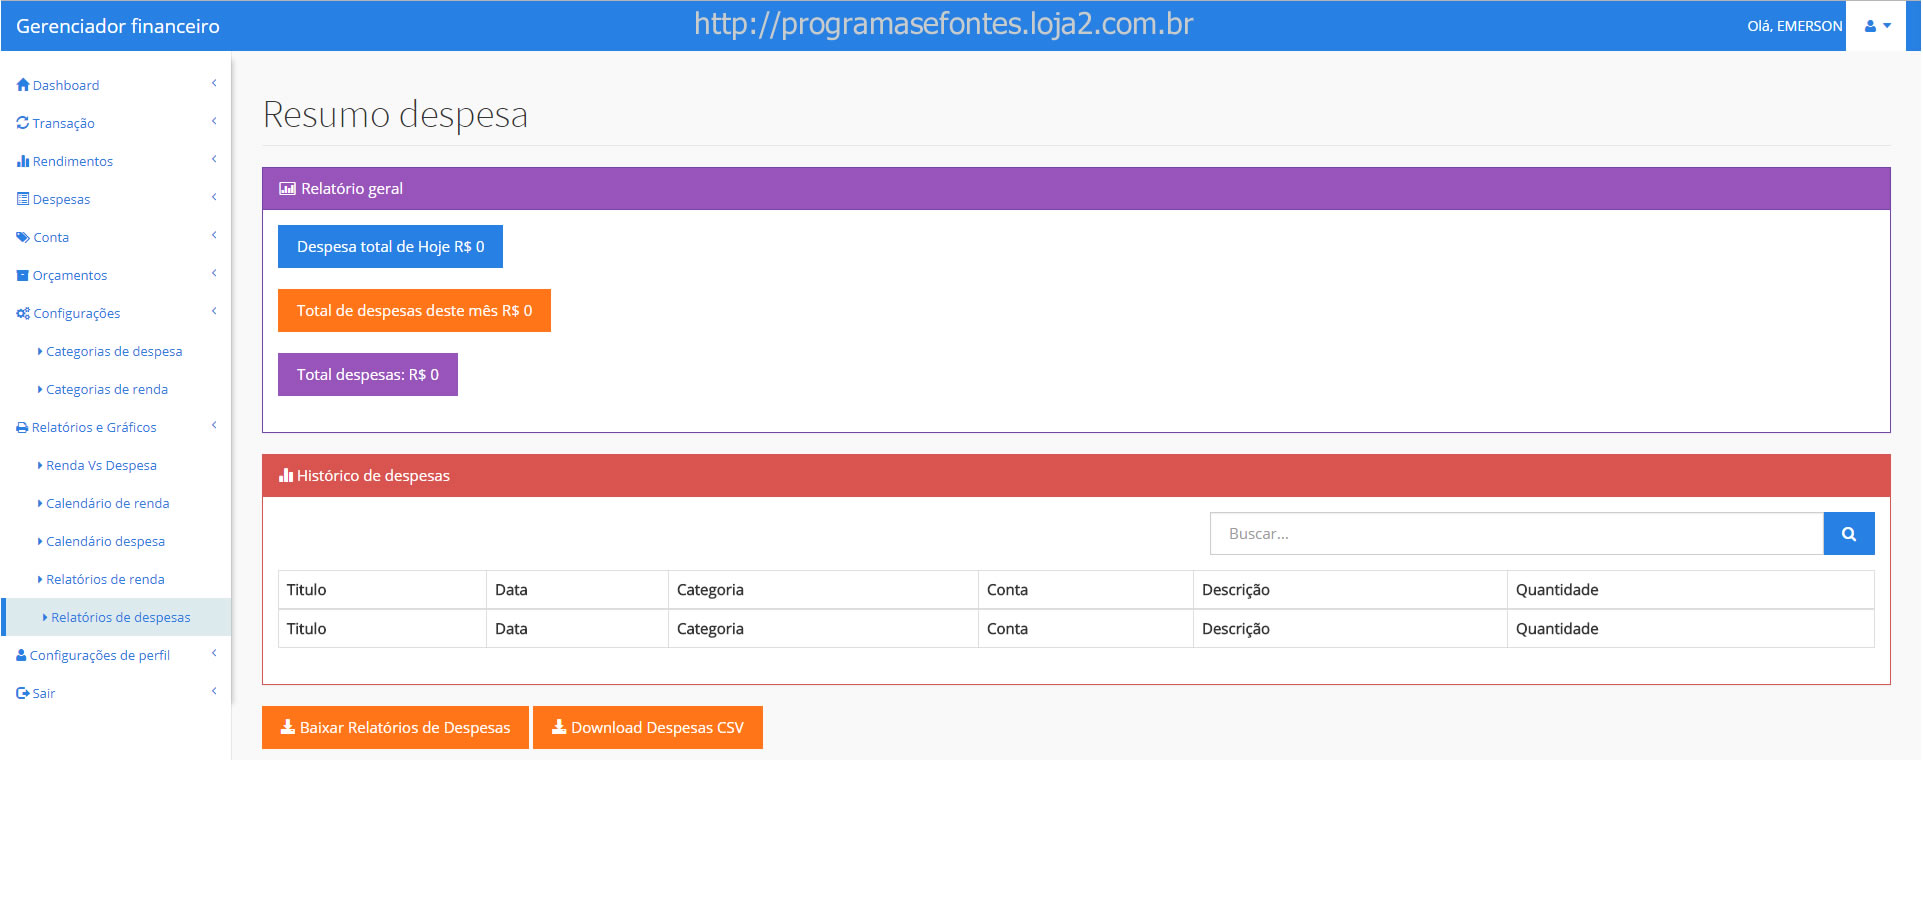 Gerenciador financeiro
http://programasefontes.loja2.com.br
Olá, EMERSON
Dashboard
Transação
Rendimentos
Despesas
Conta
Orçamentos
Configurações
Categorias de despesa
Categorias de renda
Relatórios e Gráficos
Renda Vs Despesa
Calendário de renda
Calendário despesa
Relatórios de renda
Relatórios de despesas
Configurações de perfil
Sair
Resumo despesa
Relatório geral
Despesa total de Hoje R$ 0
Total de despesas deste mês R$ 0
Total despesas: R$ 0
Histórico de despesas
Buscar...
Titulo Data Categoria Conta Descrição Quantidade
Titulo Data Categoria Conta Descrição Quantidade
Baixar Relatórios de Despesas
Download Despesas CSV